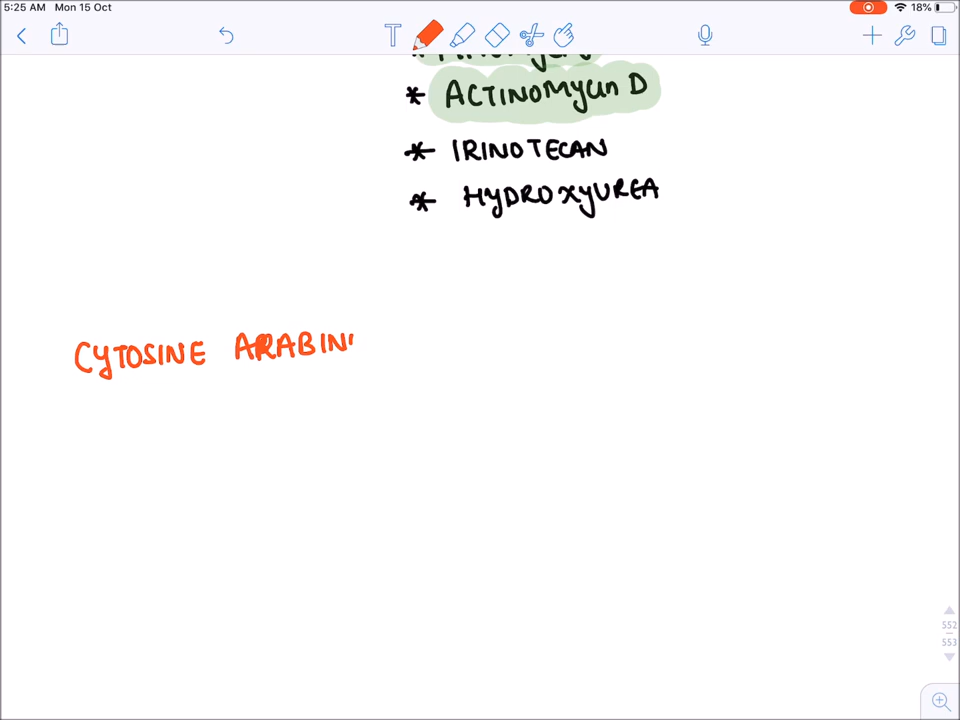 5:25 AM Mon 15 Oct 18%
T
* ACTINOMYCIN D
* IRINOTECAN
* HYDROXYUREA
CYTOSINE ARABIN
552
553